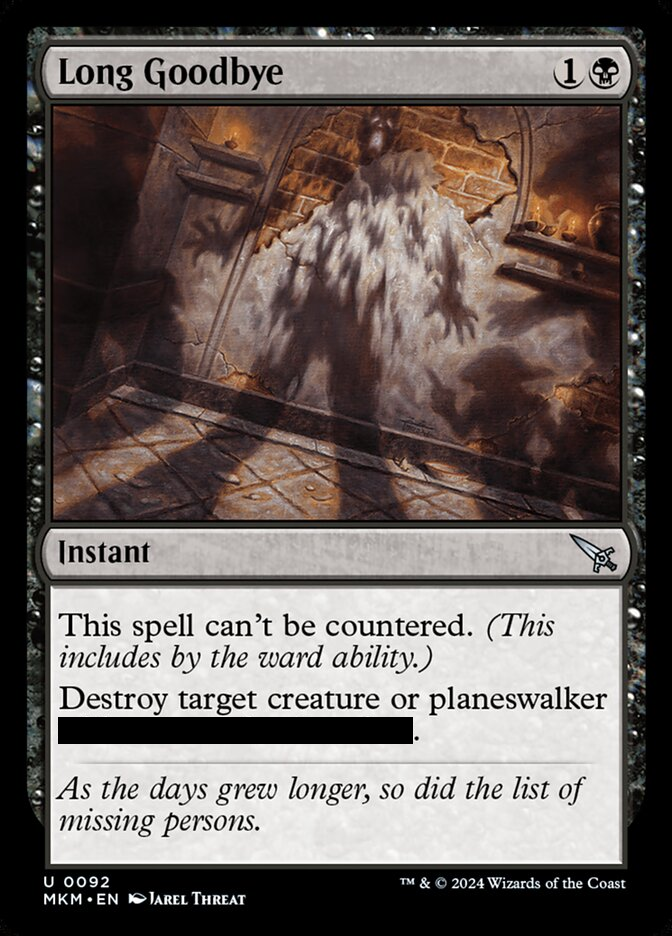 Long Goodbye
1
Instant
This spell can't be countered. (This
includes by the ward ability.)
Destroy target creature or planeswalker
.
As the days grew longer, so did the list of
missing persons.
U 0092
MKM • EN JAREL THREAT
™ & © 2024 Wizards of the Coast